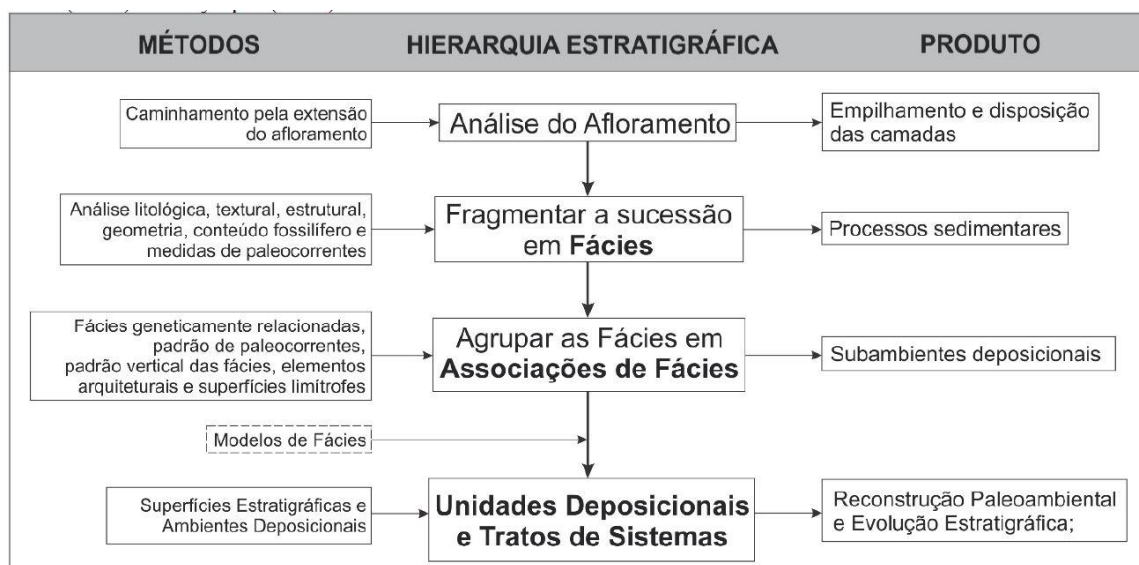 MÉTODOS
HIERARQUIA ESTRATIGRÁFICA
PRODUTO
Caminhamento pela extensão
do afloramento
Análise do Afloramento
Empilhamento e disposição
das camadas
Análise litológica, textural, estrutural,
geometria, conteúdo fossilífero e
medidas de paleocorrentes
Fragmentar a sucessão
em Fácies
Processos sedimentares
Fácies geneticamente relacionadas,
padrão de paleocorrentes,
padrão vertical das fácies, elementos
arquiteturais e superfícies limítrofes
Agrupar as Fácies em
Associações de Fácies
Subambientes deposicionais
Modelos de Fácies
Superfícies Estratigráficas e
Ambientes Deposicionais
Unidades Deposicionais
e Tratos de Sistemas
Reconstrução Paleoambiental
e Evolução Estratigráfica;